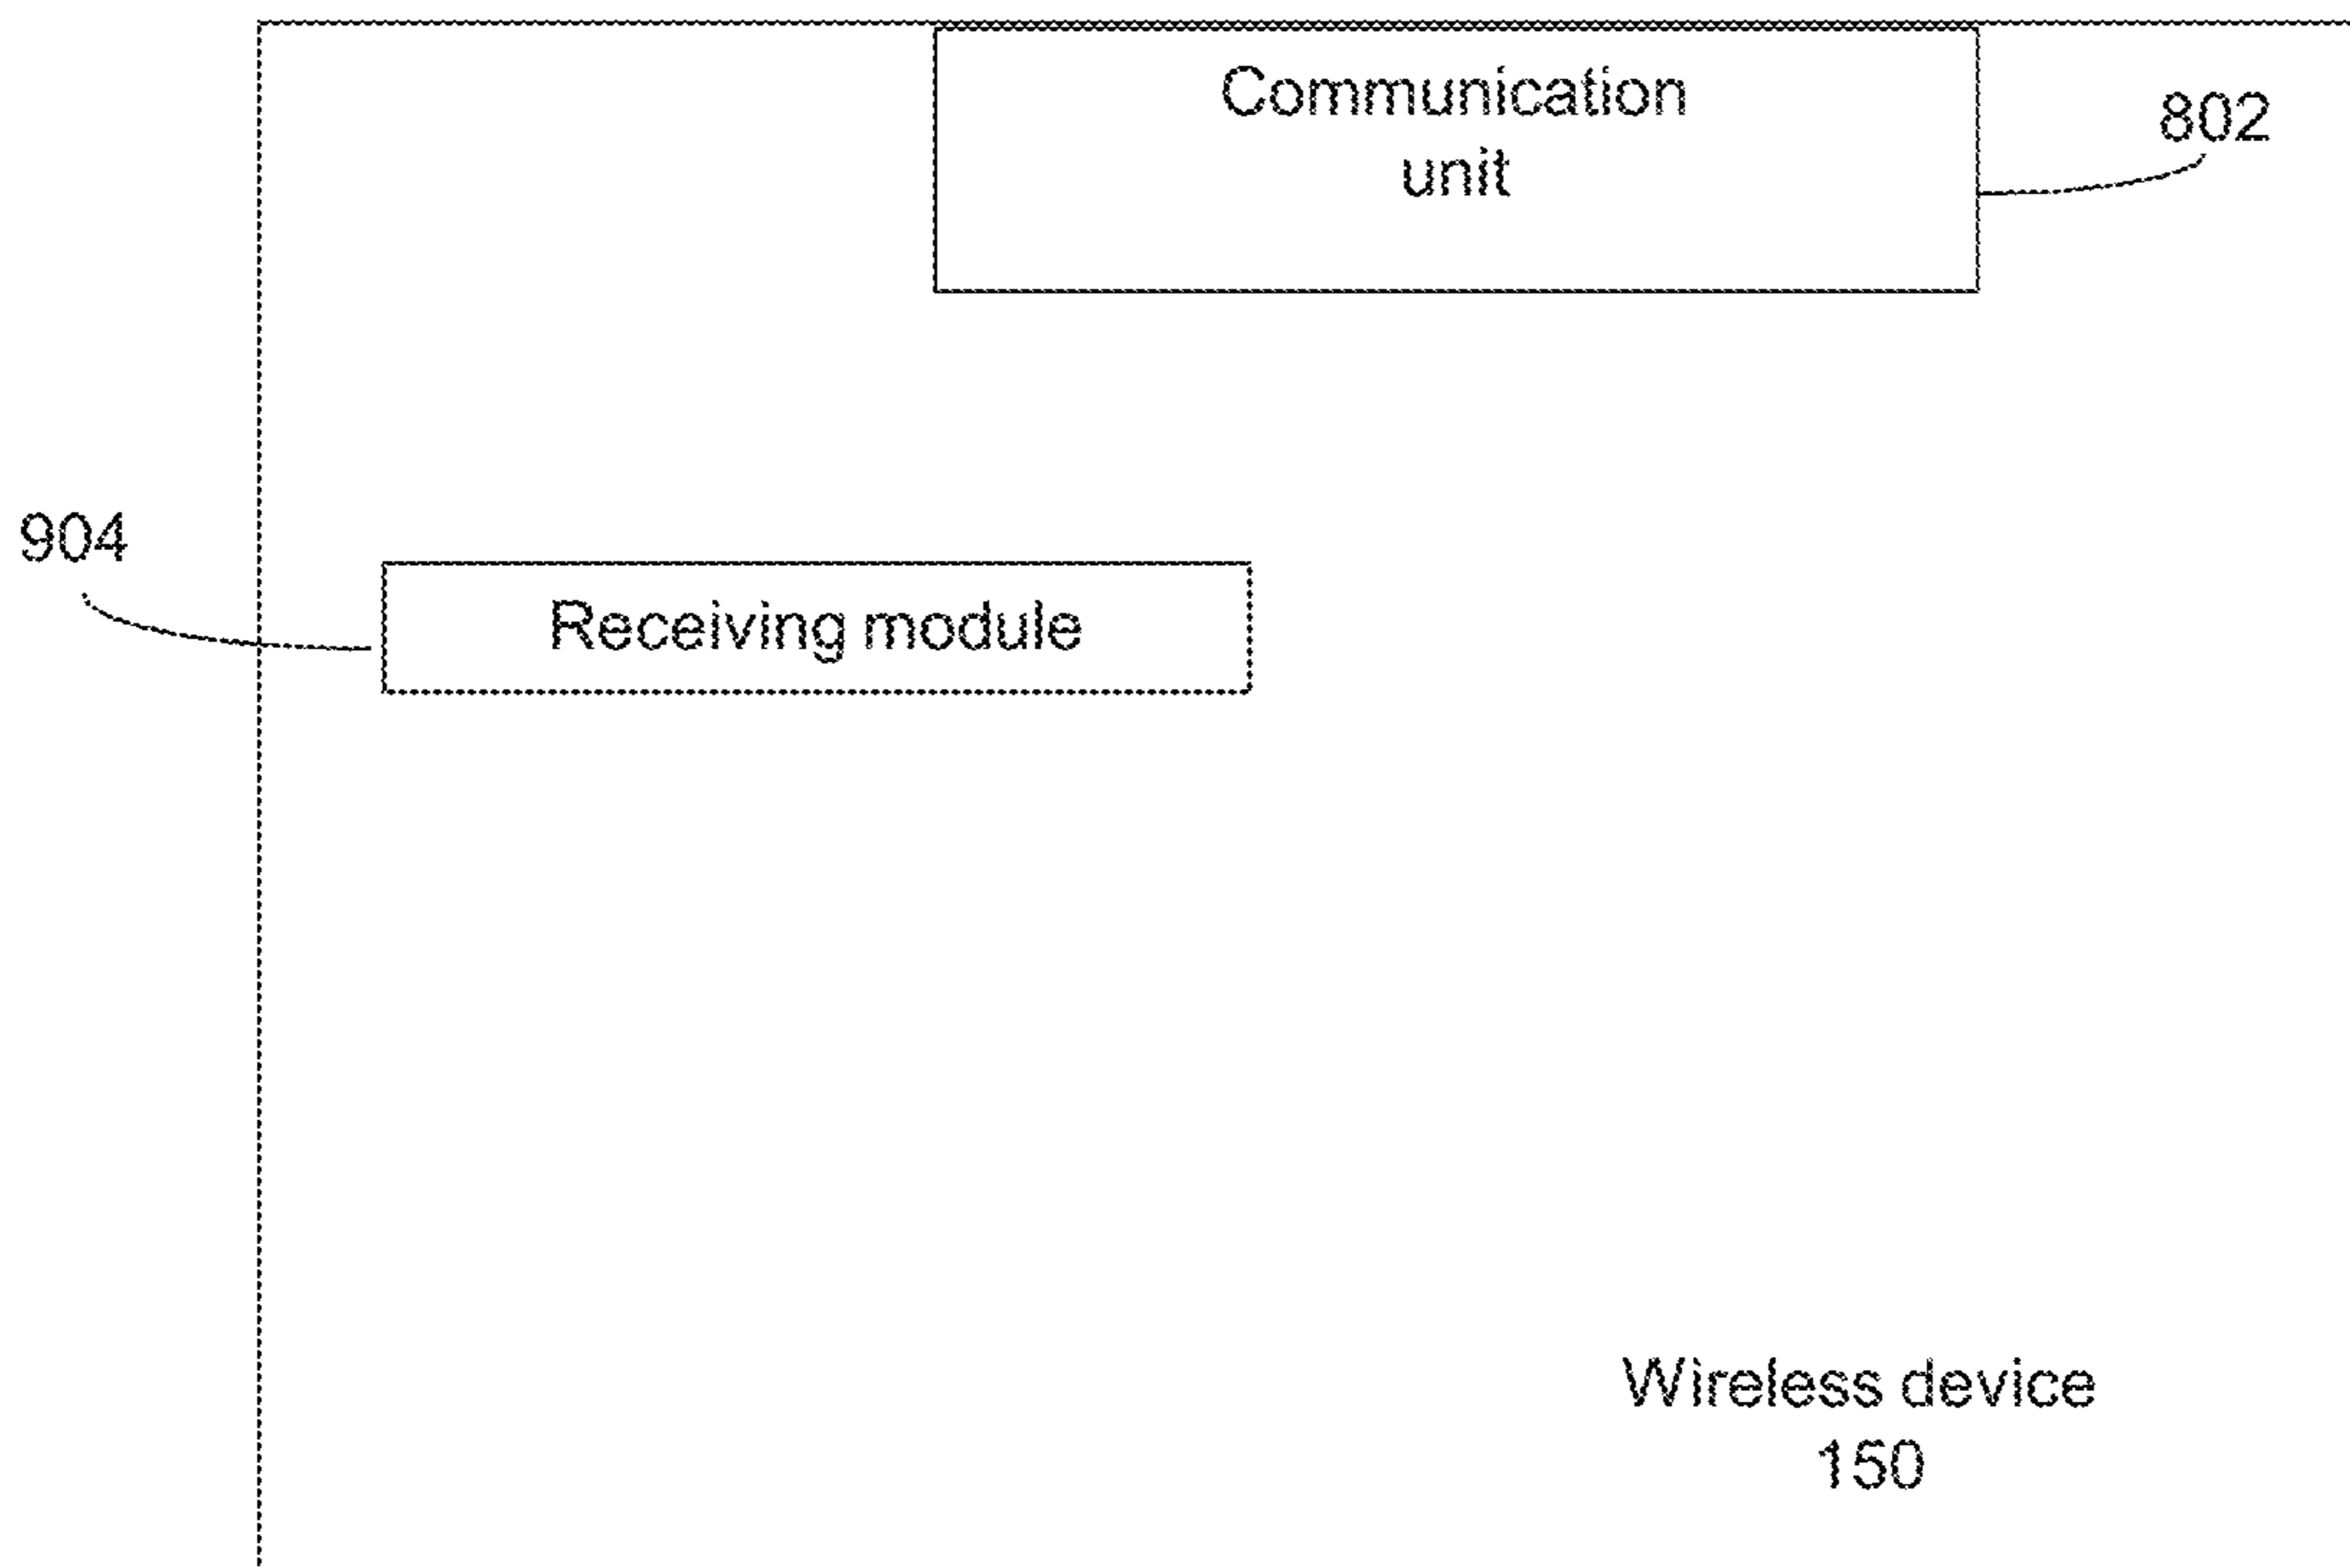 Communication
unit
802
904
Receiving module
Wireless device
150